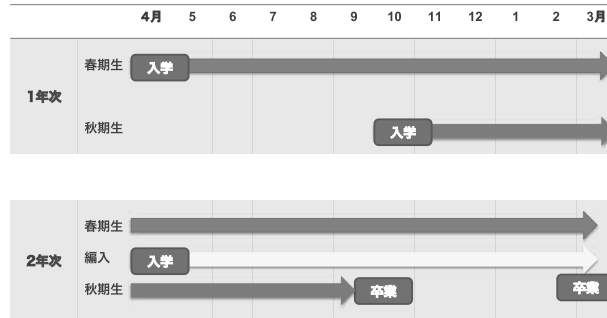 4月 5 6 7 8 9 10 11 12 1 2 3月
春期生 入学
1年次
秋期生 入学
春期生
2年次 編入 入学
秋期生 卒業 卒業